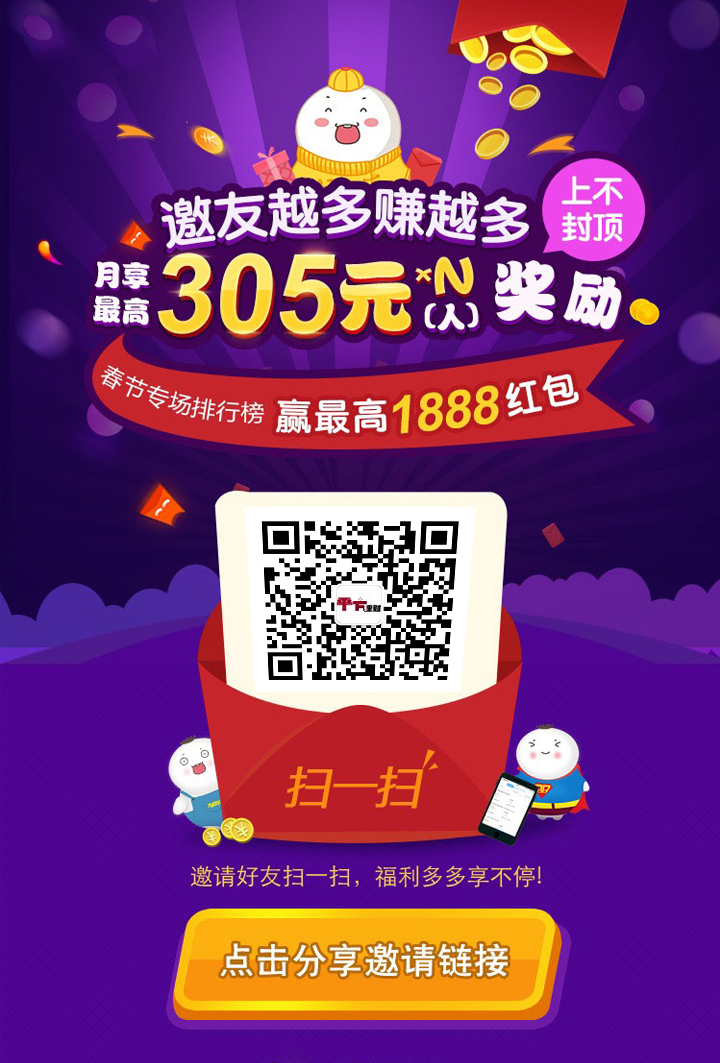 邀友越多赚越多
上不
封顶
月享
最高
305元×N(人)奖励
春节专场排行榜 赢最高1888红包
扫一扫
邀请好友扫一扫，福利多多享不停!
点击分享邀请链接